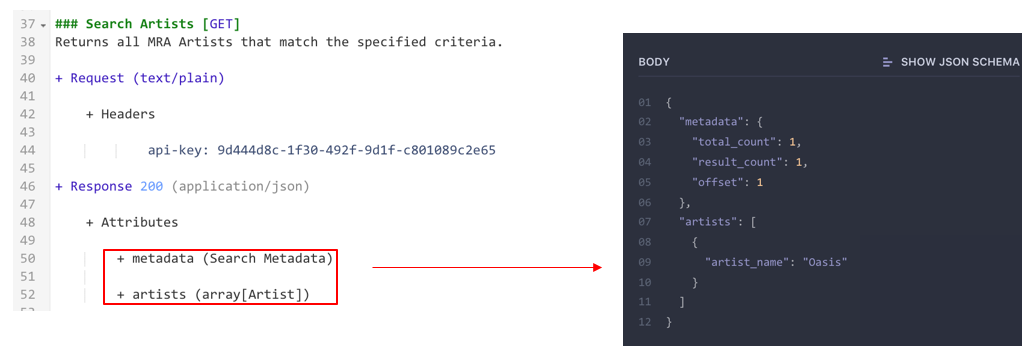 37 ### Search Artists [GET]
38 Returns all MRA Artists that match the specified criteria.
39
40 + Request (text/plain)
41
42 + Headers
43
44 api-key: 9d444d8c-1f30-492f-9d1f-c801089c2e65
45
46 + Response 200 (application/json)
47
48 + Attributes
49
50 + metadata (Search Metadata)
51
52 + artists (array[Artist])
BODY
SHOW JSON SCHEMA
01 {
02 "metadata": {
03 "total_count": 1,
04 "result_count": 1,
05 "offset": 1
06 },
07 "artists": [
08 {
09 "artist_name": "Oasis"
10 }
11 ]
12 }